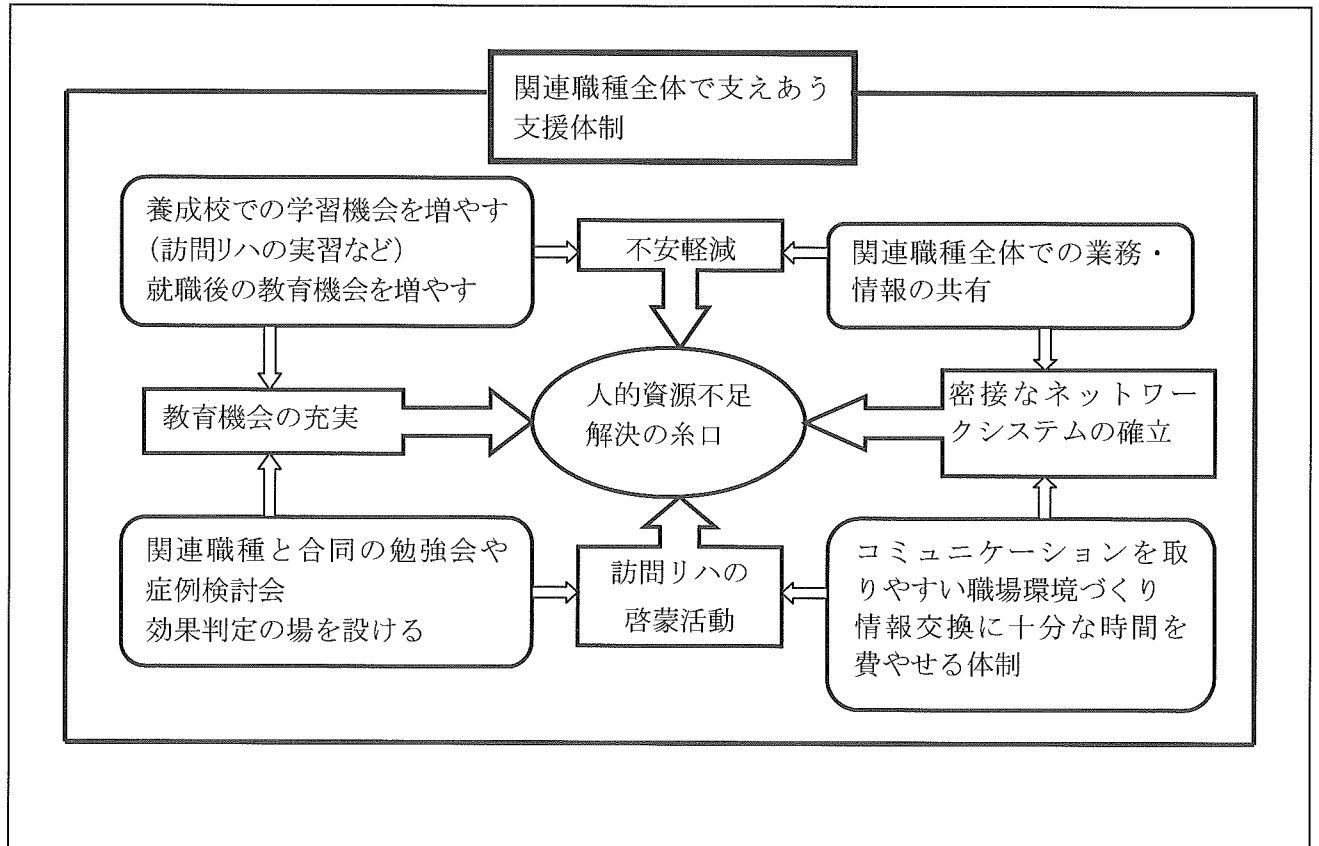 関連職種全体で支えあう
支援体制
養成校での学習機会を増やす
（訪問リハの実習など）
就職後の教育機会を増やす
不安軽減
関連職種全体での業務・
情報の共有
教育機会の充実
人的資源不足
解決の糸口
密接なネットワー
クシステムの確立
関連職種と合同の勉強会や
症例検討会
効果判定の場を設ける
訪問リハの
啓蒙活動
コミュニケーションを取
りやすい職場環境づくり
情報交換に十分な時間を
費やせる体制